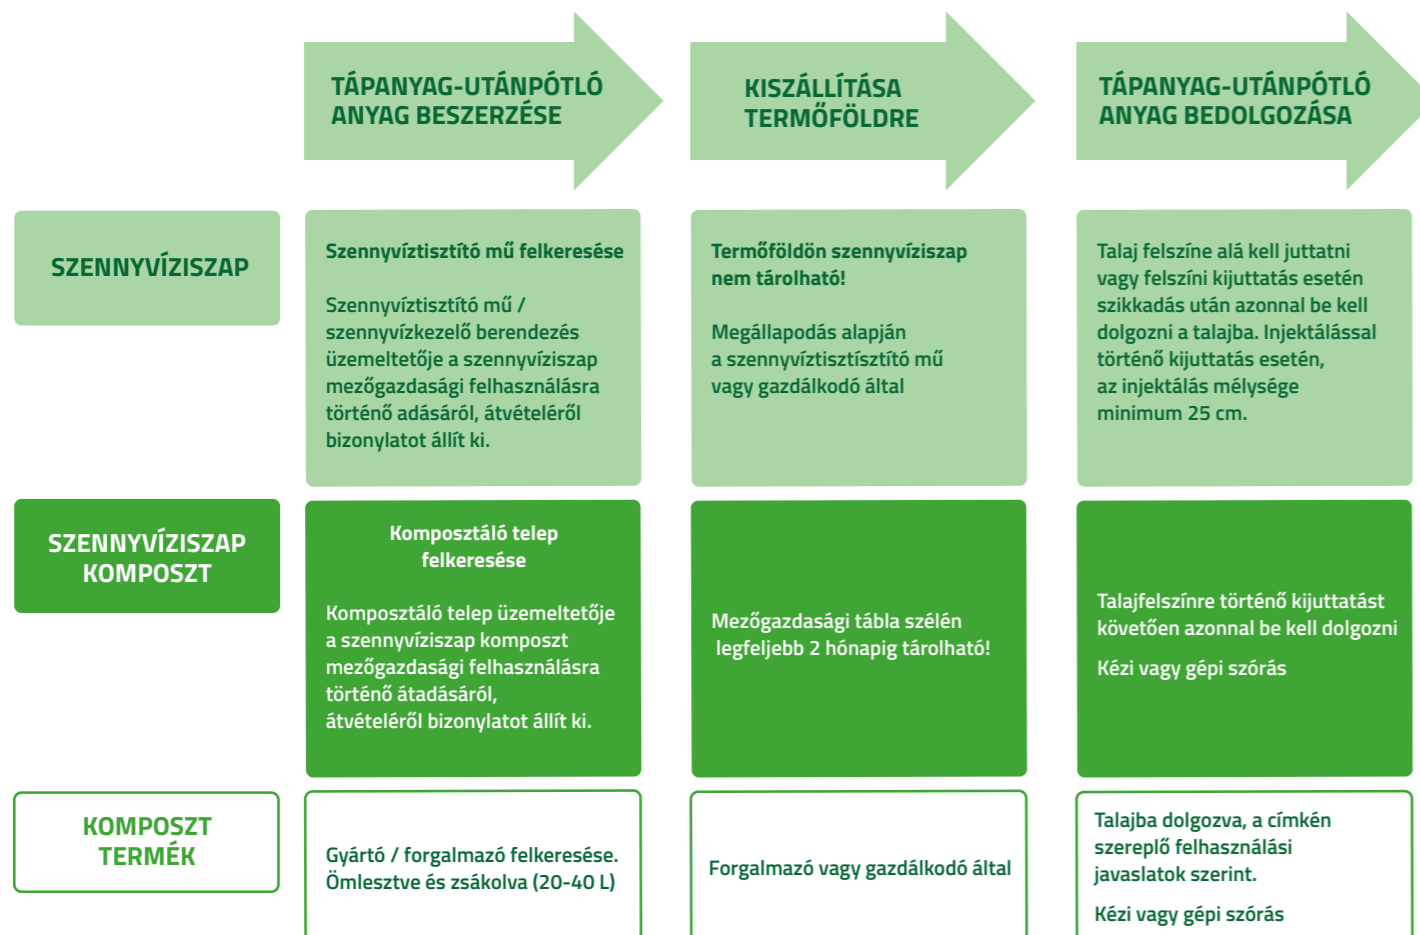 TÁPANYAG-UTÁNPÓTLÓ
ANYAG BESZERZÉSE
KISZÁLLÍTÁSA
TERMŐFÖLDRE
TÁPANYAG-UTÁNPÓTLÓ
ANYAG BEDOLGOZÁSA
SZENNYVÍZISZAP
Szennyvíztisztító mű felkeresése
Szennyvíztisztító mű /
szennyvízkezelő berendezés
üzemeltetője a szennyvíziszap
mezőgazdasági felhasználásra
történő adásáról, átvételéről
bizonylatot állít ki.
Termőföldön szennyvíziszap
nem tárolható!
Megállapodás alapján
a szennyvíztisztísztító mű
vagy gazdálkodó által
Talaj felszíne alá kell juttatni
vagy felszíni kijuttatás esetén
szikkadás után azonnal be kell
dolgozni a talajba. Injektálással
történő kijuttatás esetén,
az injektálás mélysége
minimum 25 cm.
SZENNYVÍZISZAP
KOMPOSZT
Komposztáló telep
felkeresése
Komposztáló telep üzemeltetője
a szennyvíziszap komposzt
mezőgazdasági felhasználásra
történő átadásáról,
átvételéről bizonylatot állít ki.
Mezőgazdasági tábla szélén
legfeljebb 2 hónapig tárolható!
Talajfelszínre történő kijuttatást
követően azonnal be kell dolgozni
Kézi vagy gépi szórás
KOMPOSZT
TERMÉK
Gyártó / forgalmazó felkeresése.
Ömlesztve és zsákolva (20-40 L)
Forgalmazó vagy gazdálkodó által
Talajba dolgozva, a címkén
szereplő felhasználási
javaslatok szerint.
Kézi vagy gépi szórás